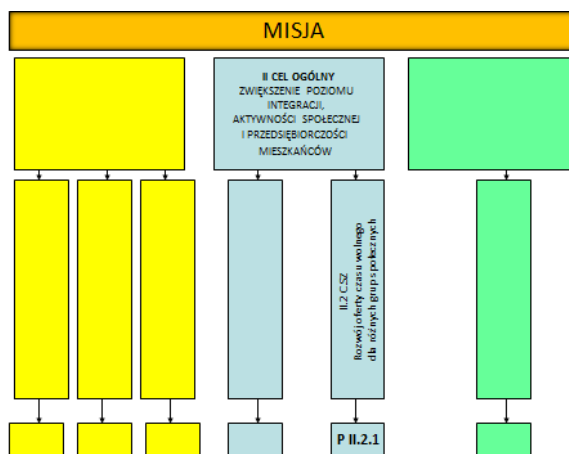 MISJA
II CEL OGÓLNY
ZWIĘKSZENIE POZIOMU
INTEGRACJI,
AKTYWNOŚCI SPOŁECZNEJ
I PRZEDSIĘBIORCZOŚCI
MIESZKAŃCÓW
II.2 C.SZ
Rozwój oferty czasu wolnego
dla różnych grup społecznych
P II.2.1